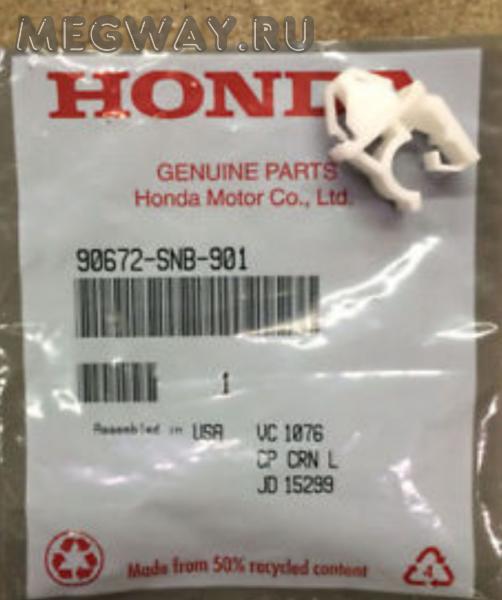 MEGWAY.RU
HONDA
GENUINE PARTS
Honda Motor Co., Ltd.
90672-SNB-901
1
Assembled in USA VC 1076
CP CRN L
JD 15299
Made from 50% recycled content
4